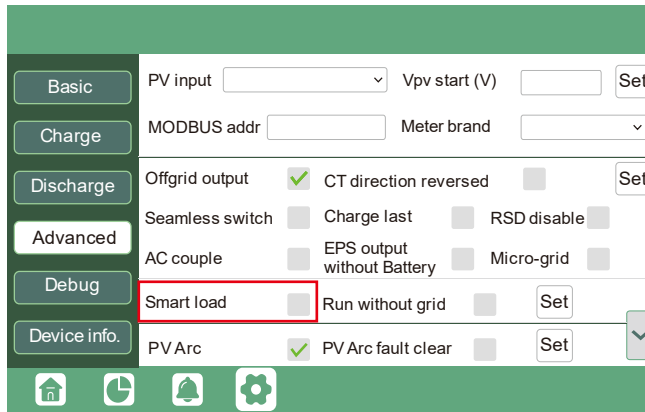 Basic
Charge
Discharge
Advanced
Debug
Device info.
PV input Vpv start (V) Set
MODBUS addr Meter brand
Offgrid output CT direction reversed Set
Seamless switch Charge last RSD disable
AC couple EPS output without Battery Micro-grid
Smart load Run without grid Set
PV Arc PV Arc fault clear Set